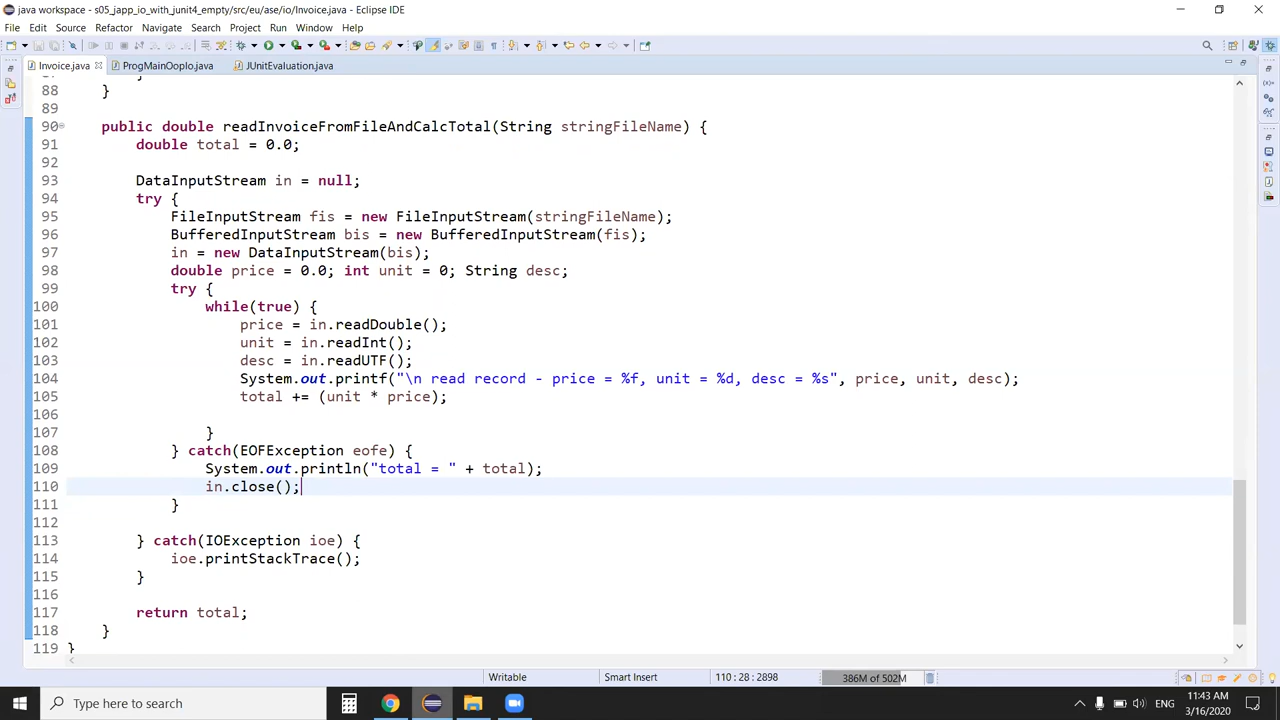 java workspace - s05_japp_io_with_junit4_empty/src/eu/ase/io/Invoice.java - Eclipse IDE
File Edit Source Refactor Navigate Search Project Run Window Help
Invoice.java ProgMainOopIo.java JUnitEvaluation.java
87 }
88 }
89
90 public double readInvoiceFromFileAndCalcTotal(String stringFileName) {
91 double total = 0.0;
92
93 DataInputStream in = null;
94 try {
95 FileInputStream fis = new FileInputStream(stringFileName);
96 BufferedInputStream bis = new BufferedInputStream(fis);
97 in = new DataInputStream(bis);
98 double price = 0.0; int unit = 0; String desc;
99 try {
100 while(true) {
101 price = in.readDouble();
102 unit = in.readInt();
103 desc = in.readUTF();
104 System.out.printf("\n read record - price = %f, unit = %d, desc = %s", price, unit, desc);
105 total += (unit * price);
106
107 }
108 } catch(EOFException eofe) {
109 System.out.println("total = " + total);
110 in.close();
111 }
112
113 } catch(IOException ioe) {
114 ioe.printStackTrace();
115 }
116
117 return total;
118 }
119 }
Writable Smart Insert 110 : 28 : 2898 386M of 502M
Type here to search ENG 11:43 AM
3/16/2020